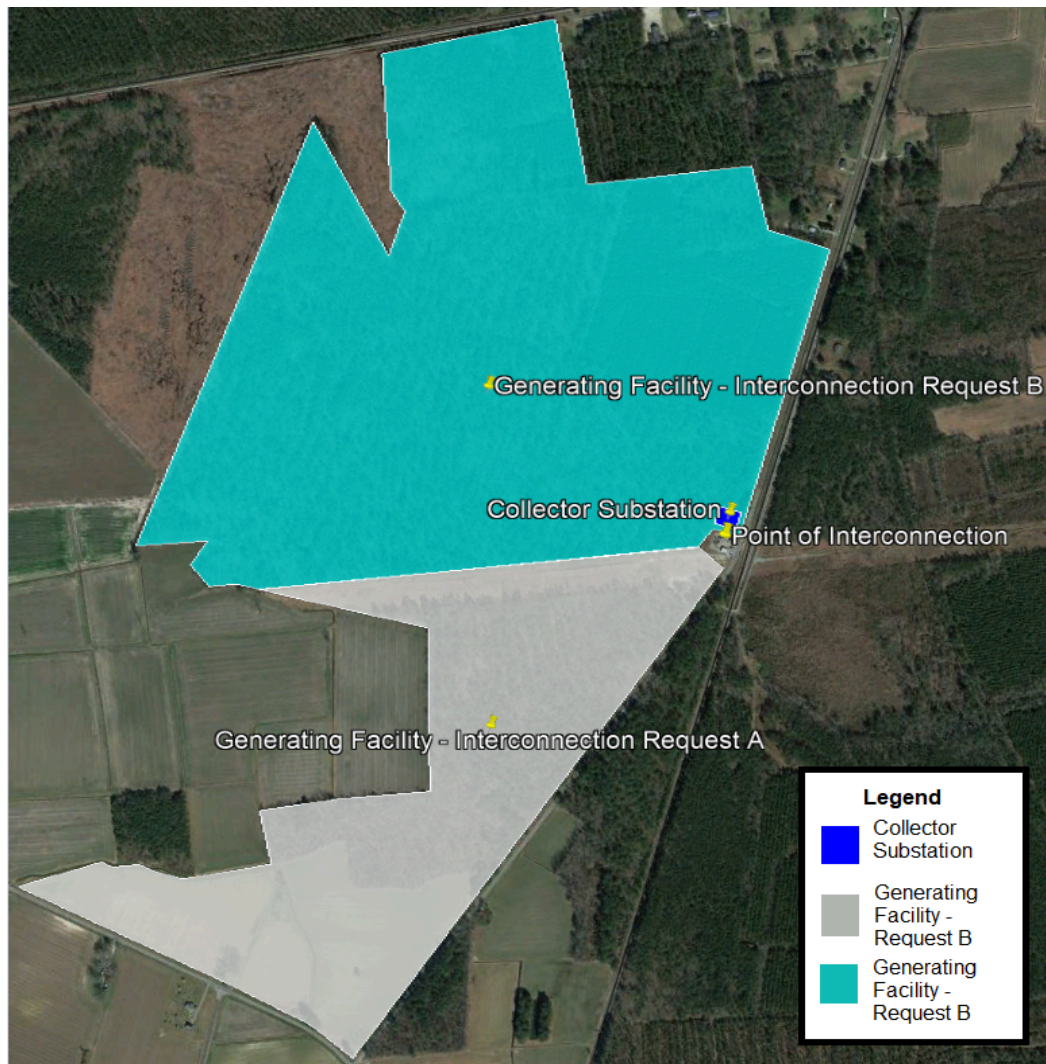 Generating Facility - Interconnection Request B
Collector Substation
Point of Interconnection
Generating Facility - Interconnection Request A
Legend
Collector
Substation
Generating
Facility -
Request B
Generating
Facility -
Request B